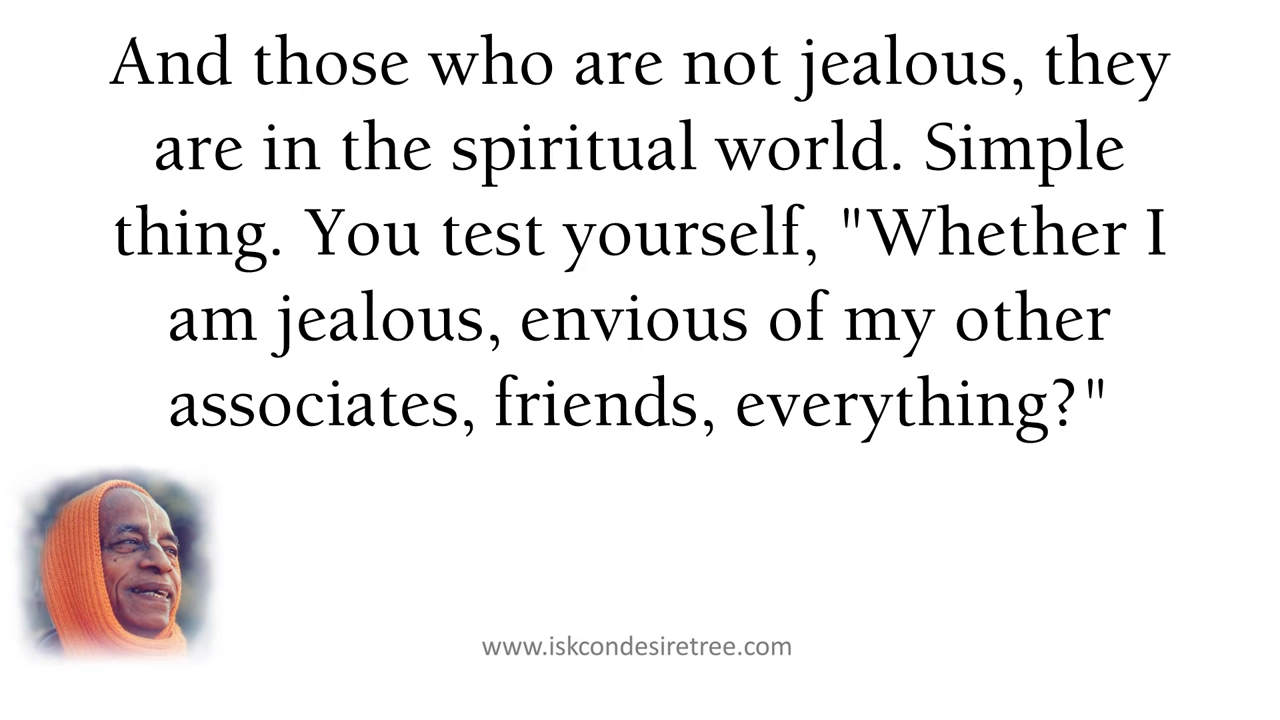 And those who are not jealous, they
are in the spiritual world. Simple
thing. You test yourself, "Whether I
am jealous, envious of my other
associates, friends, everything?"
www.iskcondesiretree.com